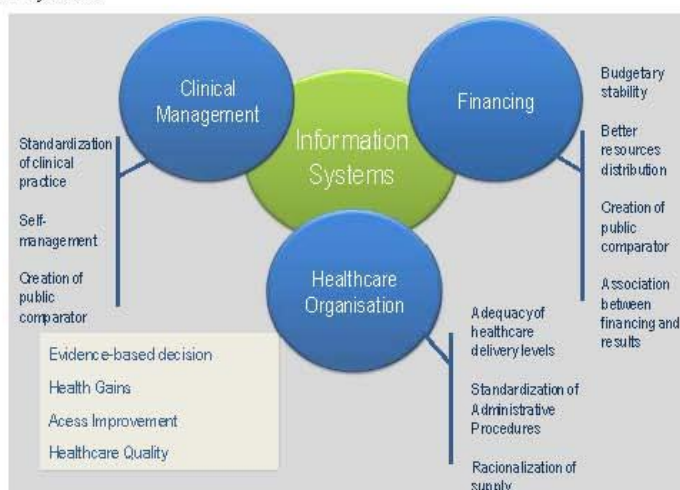 Clinical
Management
Financing
Information
Systems
Healthcare
Organisation
Standardization
of clinical
practice
Self-
management
Creation of
public
comparator
Budgetary
stability
Better
resources
distribution
Creation of
public
comparator
Association
between
financing and
results
Adequacy of
healthcare
delivery levels
Standardization of
Administrative
Procedures
Racionalization of
supply
Evidence-based decision
Health Gains
Acess Improvement
Healthcare Quality